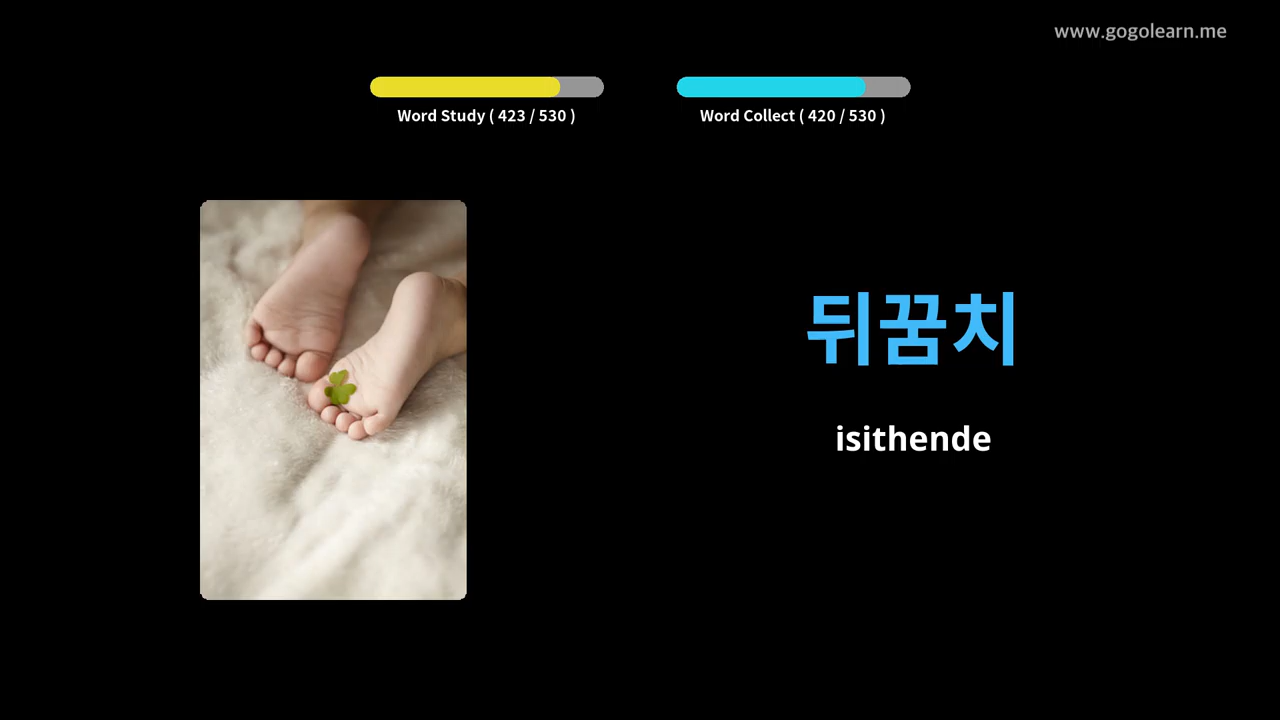 www.gogolearn.me
Word Study ( 423 / 530 )
Word Collect ( 420 / 530 )
뒤꿈치
isithende